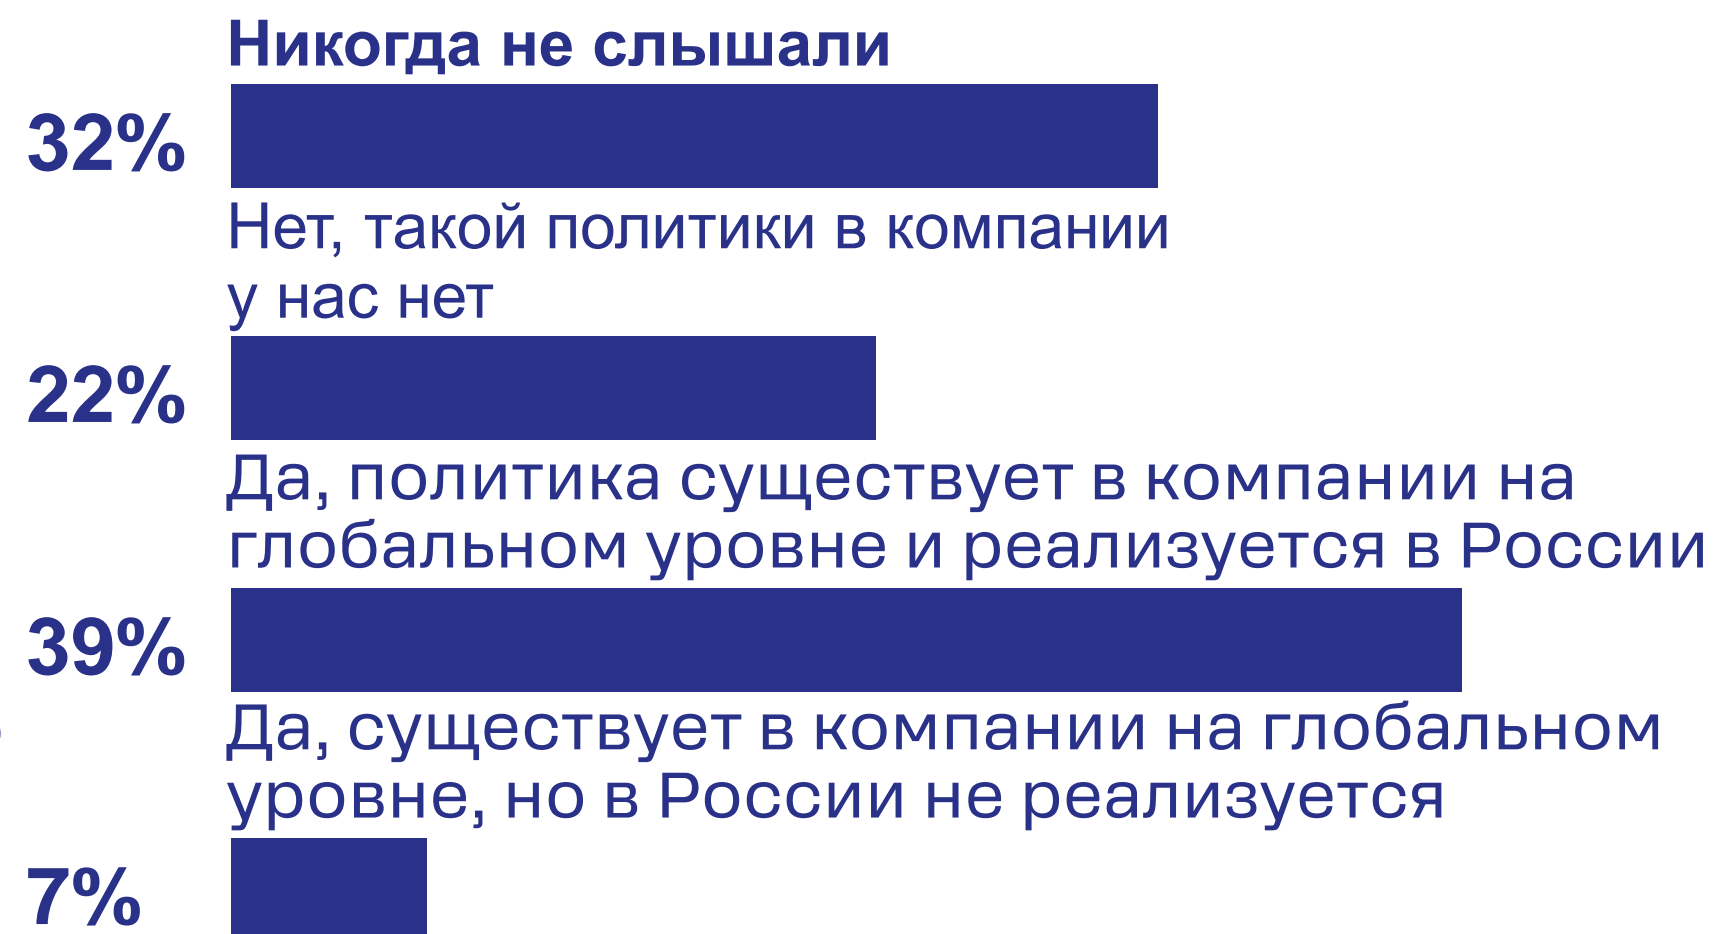 Никогда не слышали
32%
Нет, такой политики в компании
у нас нет
22%
Да, политика существует в компании на
глобальном уровне и реализуется в России
39%
Да, существует в компании на глобальном
уровне, но в России не реализуется
7%